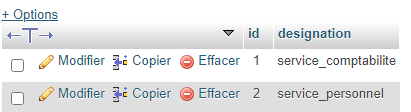 + Options
id designation
Modifier Copier Effacer 1 service_comptabilite
Modifier Copier Effacer 2 service_personnel